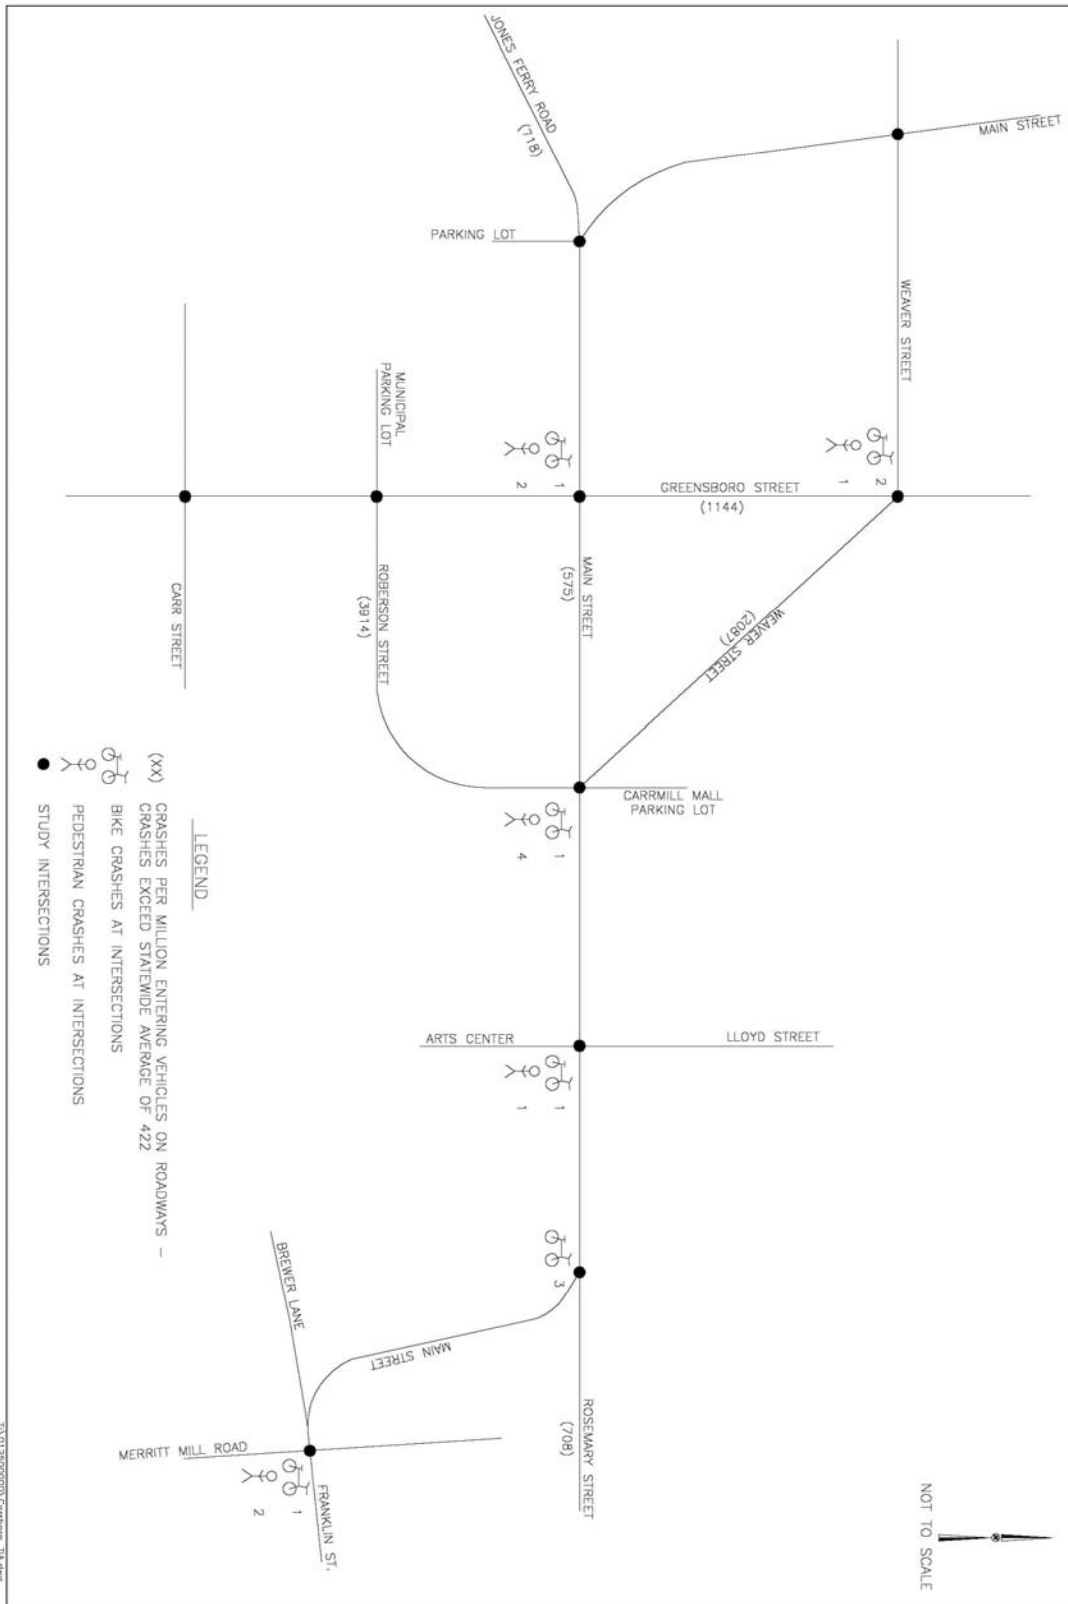 JONES FERRY ROAD
(718)
MAIN STREET
PARKING LOT
WEAVER STREET
MUNICIPAL
PARKING LOT
1
2
2
1
GREENSBORO STREET
(1144)
CARR STREET
ROBERSON STREET
(3914)
MAIN STREET
(575)
WEAVER STREET
(2087)
CARRMILL MALL
PARKING LOT
1
4
ARTS CENTER
LLOYD STREET
1
1
3
BREWER LANE
MAIN STREET
ROSEMARY STREET
(708)
MERRITT MILL ROAD
FRANKLIN ST.
1
2
NOT TO SCALE
LEGEND
(XX) CRASHES PER MILLION ENTERING VEHICLES ON ROADWAYS –
CRASHES EXCEED STATEWIDE AVERAGE OF 422
BIKE CRASHES AT INTERSECTIONS
PEDESTRIAN CRASHES AT INTERSECTIONS
STUDY INTERSECTIONS